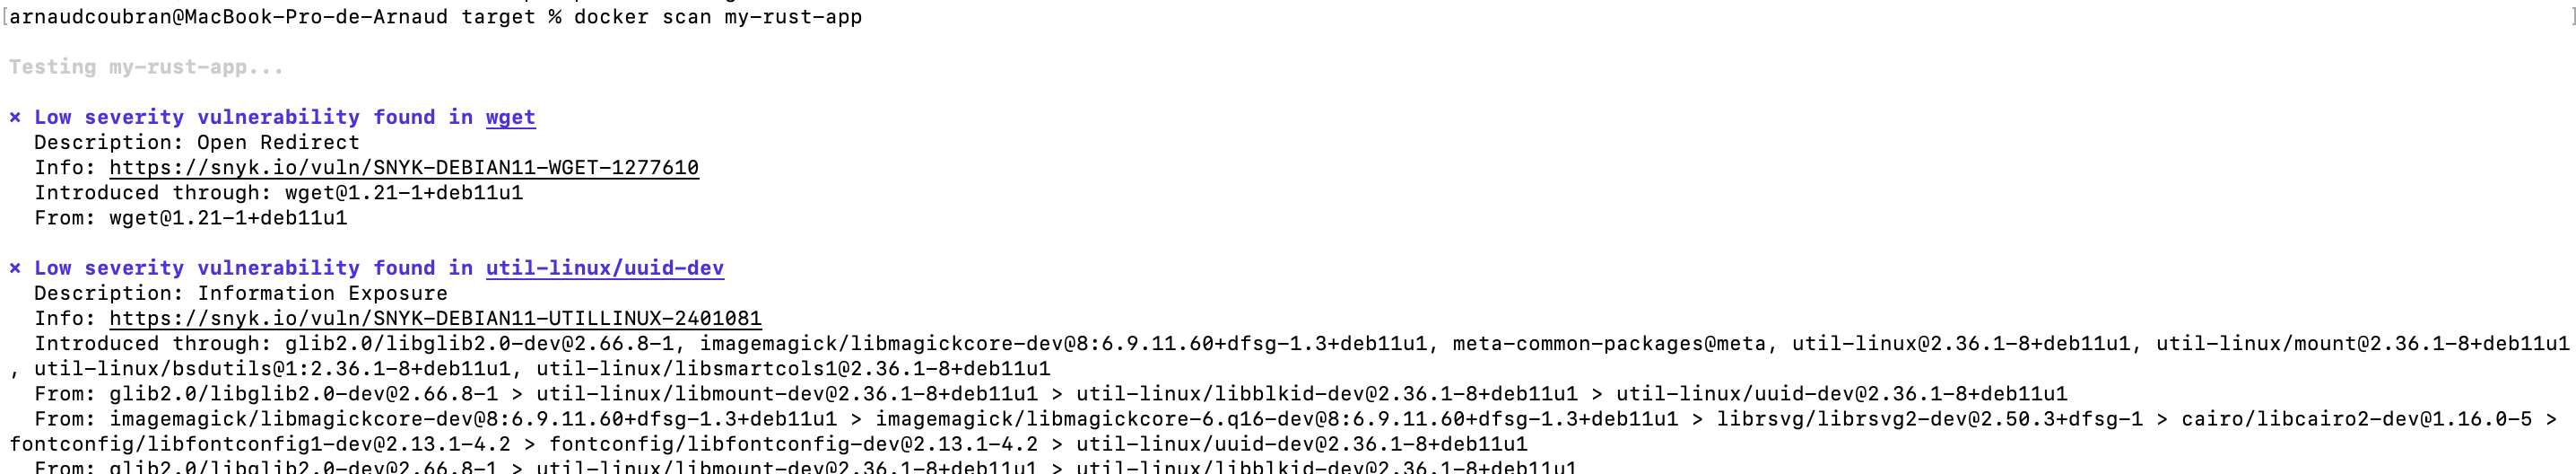 [arnaudcoubran@MacBook-Pro-de-Arnaud target % docker scan my-rust-app ]
Testing my-rust-app...
× Low severity vulnerability found in wget
Description: Open Redirect
Info: https://snyk.io/vuln/SNYK-DEBIAN11-WGET-1277610
Introduced through: wget@1.21-1+deb11u1
From: wget@1.21-1+deb11u1
× Low severity vulnerability found in util-linux/uuid-dev
Description: Information Exposure
Info: https://snyk.io/vuln/SNYK-DEBIAN11-UTILLINUX-2401081
Introduced through: glib2.0/libglib2.0-dev@2.66.8-1, imagemagick/libmagickcore-dev@8:6.9.11.60+dfsg-1.3+deb11u1, meta-common-packages@meta, util-linux@2.36.1-8+deb11u1, util-linux/mount@2.36.1-8+deb11u1
, util-linux/bsdutils@1:2.36.1-8+deb11u1, util-linux/libsmartcols1@2.36.1-8+deb11u1
From: glib2.0/libglib2.0-dev@2.66.8-1 > util-linux/libmount-dev@2.36.1-8+deb11u1 > util-linux/libblkid-dev@2.36.1-8+deb11u1 > util-linux/uuid-dev@2.36.1-8+deb11u1
From: imagemagick/libmagickcore-dev@8:6.9.11.60+dfsg-1.3+deb11u1 > imagemagick/libmagickcore-6.q16-dev@8:6.9.11.60+dfsg-1.3+deb11u1 > librsvg/librsvg2-dev@2.50.3+dfsg-1 > cairo/libcairo2-dev@1.16.0-5 >
fontconfig/libfontconfig1-dev@2.13.1-4.2 > fontconfig/libfontconfig-dev@2.13.1-4.2 > util-linux/uuid-dev@2.36.1-8+deb11u1
From: glib2.0/libglib2.0-dev@2.66.8-1 > util-linux/libmount-dev@2.36.1-8+deb11u1 > util-linux/libblkid-dev@2.36.1-8+deb11u1